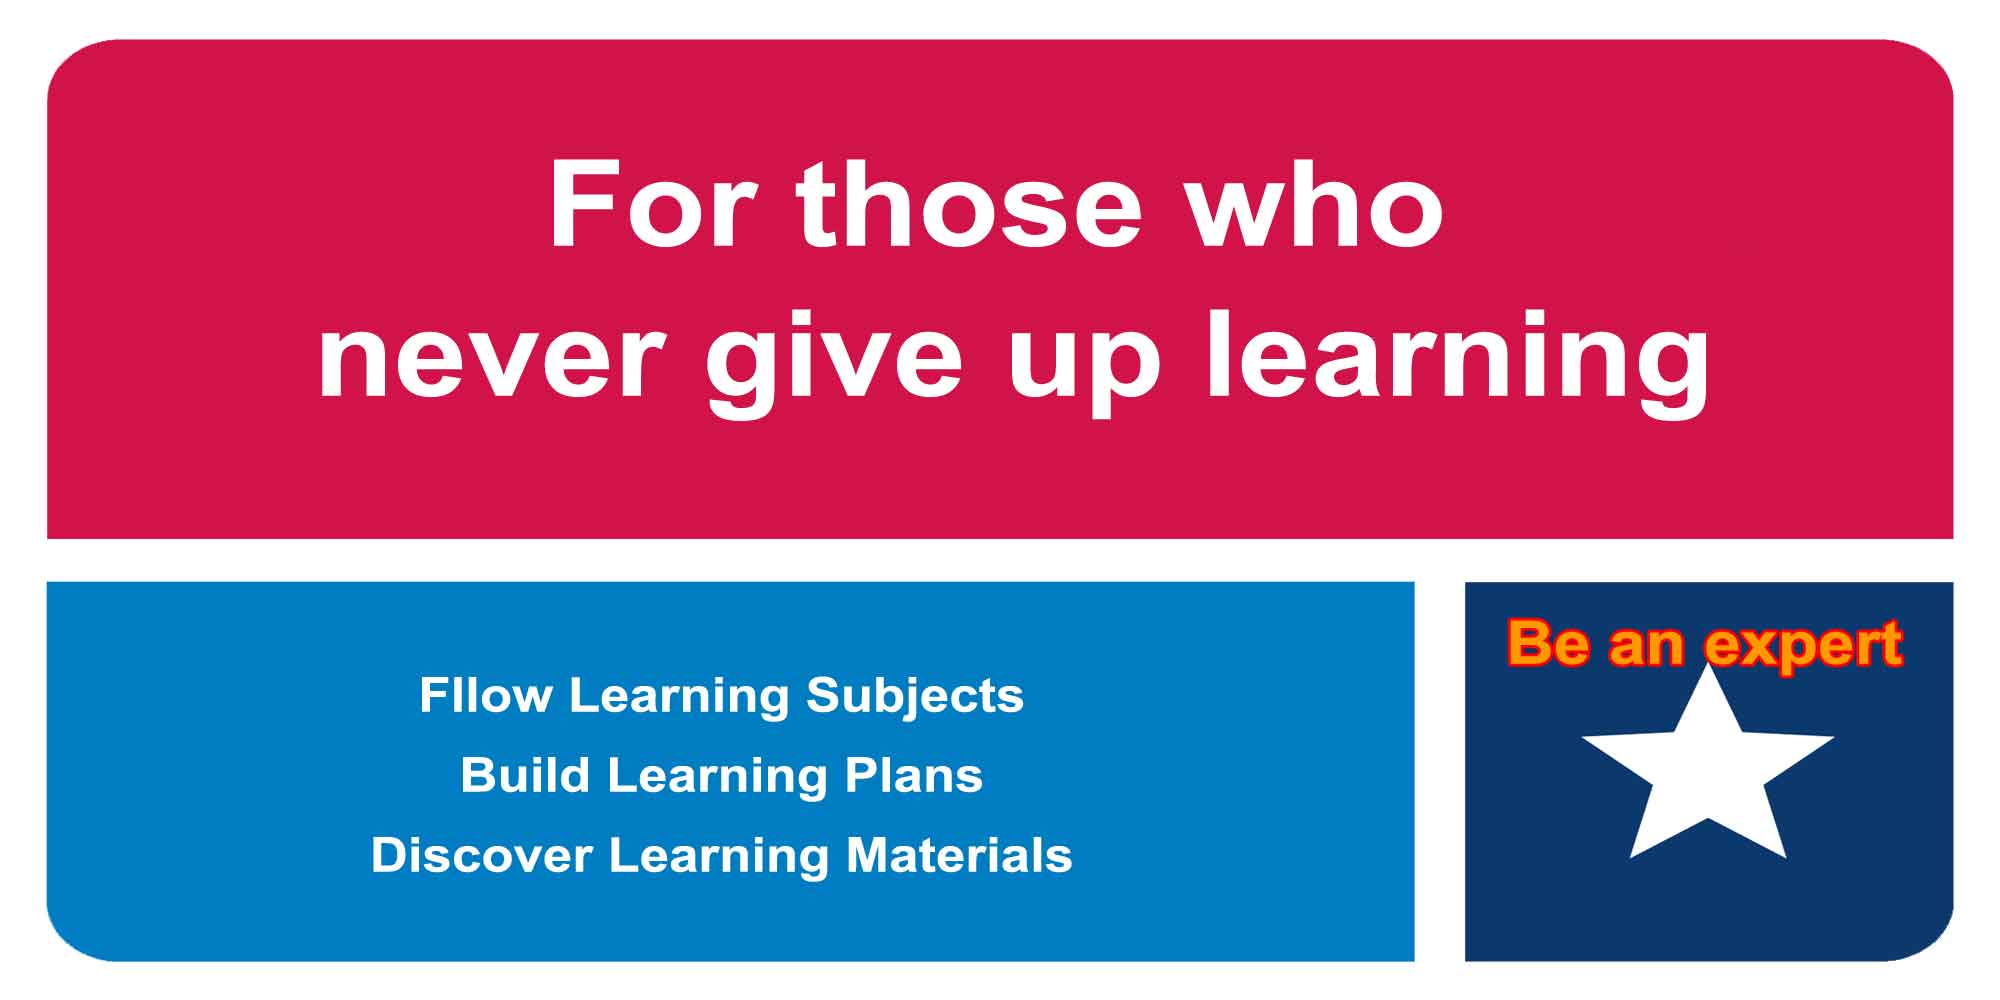 For those who
never give up learning
Be an expert
Fllow Learning Subjects
Build Learning Plans
Discover Learning Materials